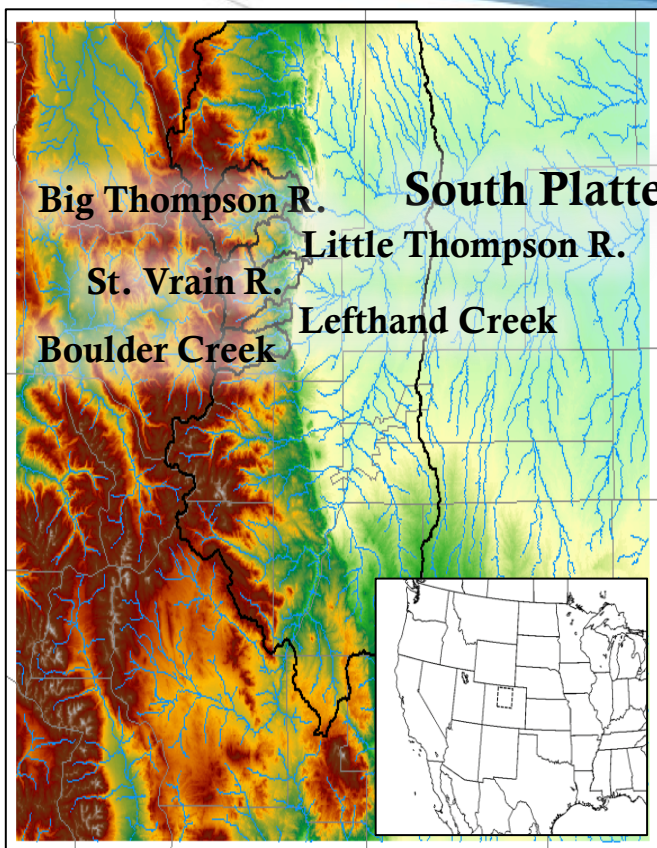 South Platte
Big Thompson R.
Little Thompson R.
St. Vrain R.
Lefthand Creek
Boulder Creek